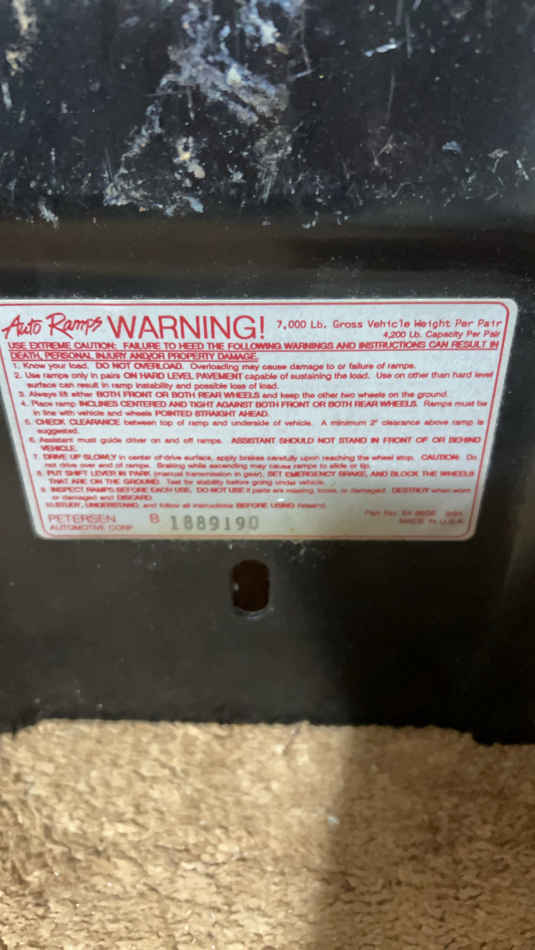 Auto Ramps WARNING! 7,000 Lb. Gross Vehicle Weight Per Pair
4,200 Lb. Capacity Per Pair
USE EXTREME CAUTION: FAILURE TO HEED THE FOLLOWING WARNINGS AND INSTRUCTIONS CAN RESULT IN
DEATH, PERSONAL INJURY AND/OR PROPERTY DAMAGE.
1. Know your load. DO NOT OVERLOAD. Overloading may cause damage to or failure of ramps.
2. Use ramps only in pairs ON HARD LEVEL PAVEMENT capable of sustaining the load. Use on other than hard level
surface can result in ramp instability and possible loss of load.
3. Always lift either BOTH FRONT OR BOTH REAR WHEELS and keep the other two wheels on the ground.
4. Place ramp INCLINES CENTERED AND TIGHT AGAINST BOTH FRONT OR BOTH REAR WHEELS. Ramps must be
in line with vehicle and wheels POINTED STRAIGHT AHEAD.
5. CHECK CLEARANCE between top of ramp and underside of vehicle. A minimum 2" clearance above ramp is
suggested.
6. Assistant must guide driver on and off ramps. ASSISTANT SHOULD NOT STAND IN FRONT OF OR BEHIND
VEHICLE.
7. DRIVE UP SLOWLY in center of drive surface, apply brakes carefully upon reaching the wheel stop. CAUTION: Do
not drive over end of ramps. Braking while ascending may cause ramps to slide or tip.
8. PUT SHIFT LEVER IN PARK (manual transmission in gear), SET EMERGENCY BRAKE, AND BLOCK THE WHEELS
THAT ARE ON THE GROUND. Test for stability before going under vehicle.
9. INSPECT RAMPS BEFORE EACH USE. DO NOT USE if parts are missing, loose, or damaged. DESTROY when worn
or damaged and DISCARD.
10. STUDY, UNDERSTAND, and follow all instructions BEFORE USING
Part No.
PETERSEN B 1889190 MADE IN U.S.A.
AUTOMOTIVE CORP